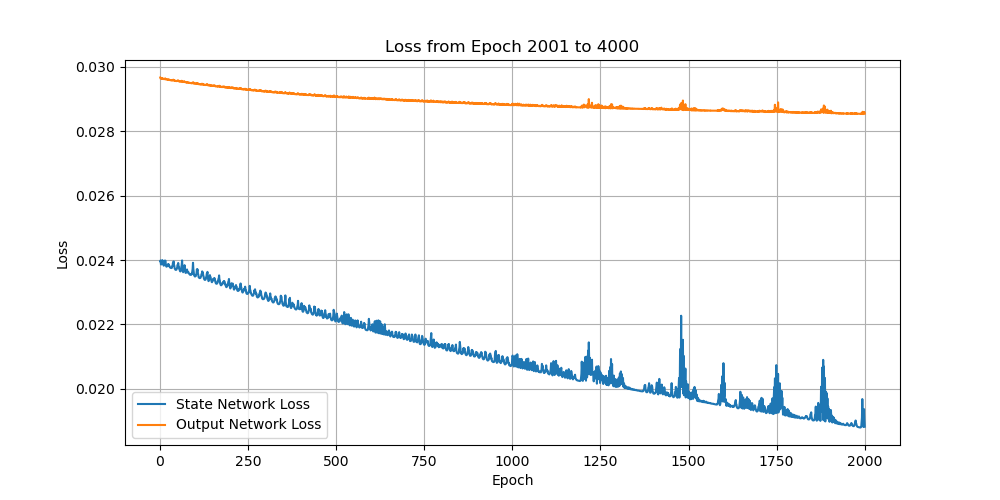 Loss from Epoch 2001 to 4000
0.030
0.028
0.026
0.024
0.022
0.020
Loss
State Network Loss
Output Network Loss
0 250 500 750 1000 1250 1500 1750 2000
Epoch